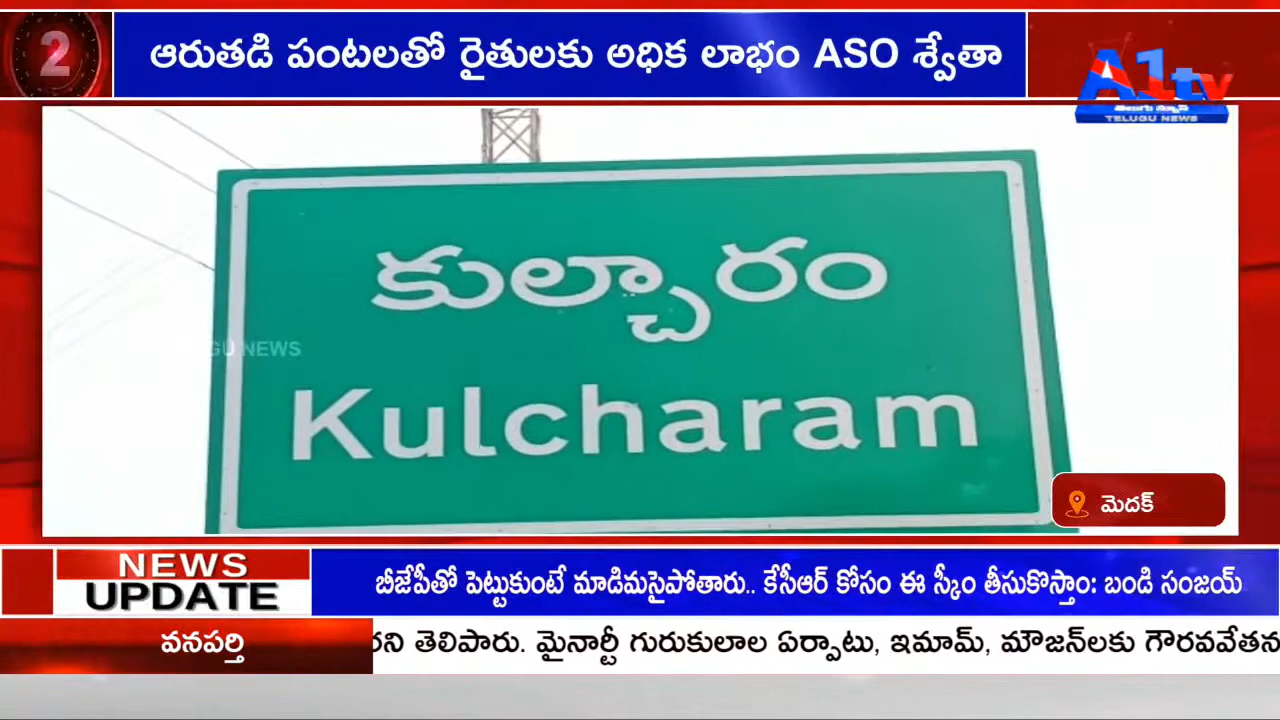 2
ఆరుతడి పంటలతో రైతులకు అధిక లాభం ASO శ్వేతా
A1tv
తెలుగు న్యూస్
TELUGU NEWS
కుల్చారం
GU NEWS
Kulcharam
మెదక్
NEWS
UPDATE
బీజేపీతో పెట్టుకుంటే మాడిమసైపోతారు.. కేసీఆర్ కోసం ఈ స్కీం తీసుకొస్తాం: బండి సంజయ్
వనపర్తి
రని తెలిపారు. మైనార్టీ గురుకులాల ఏర్పాటు, ఇమామ్, మౌజన్‌లకు గౌరవవేతన